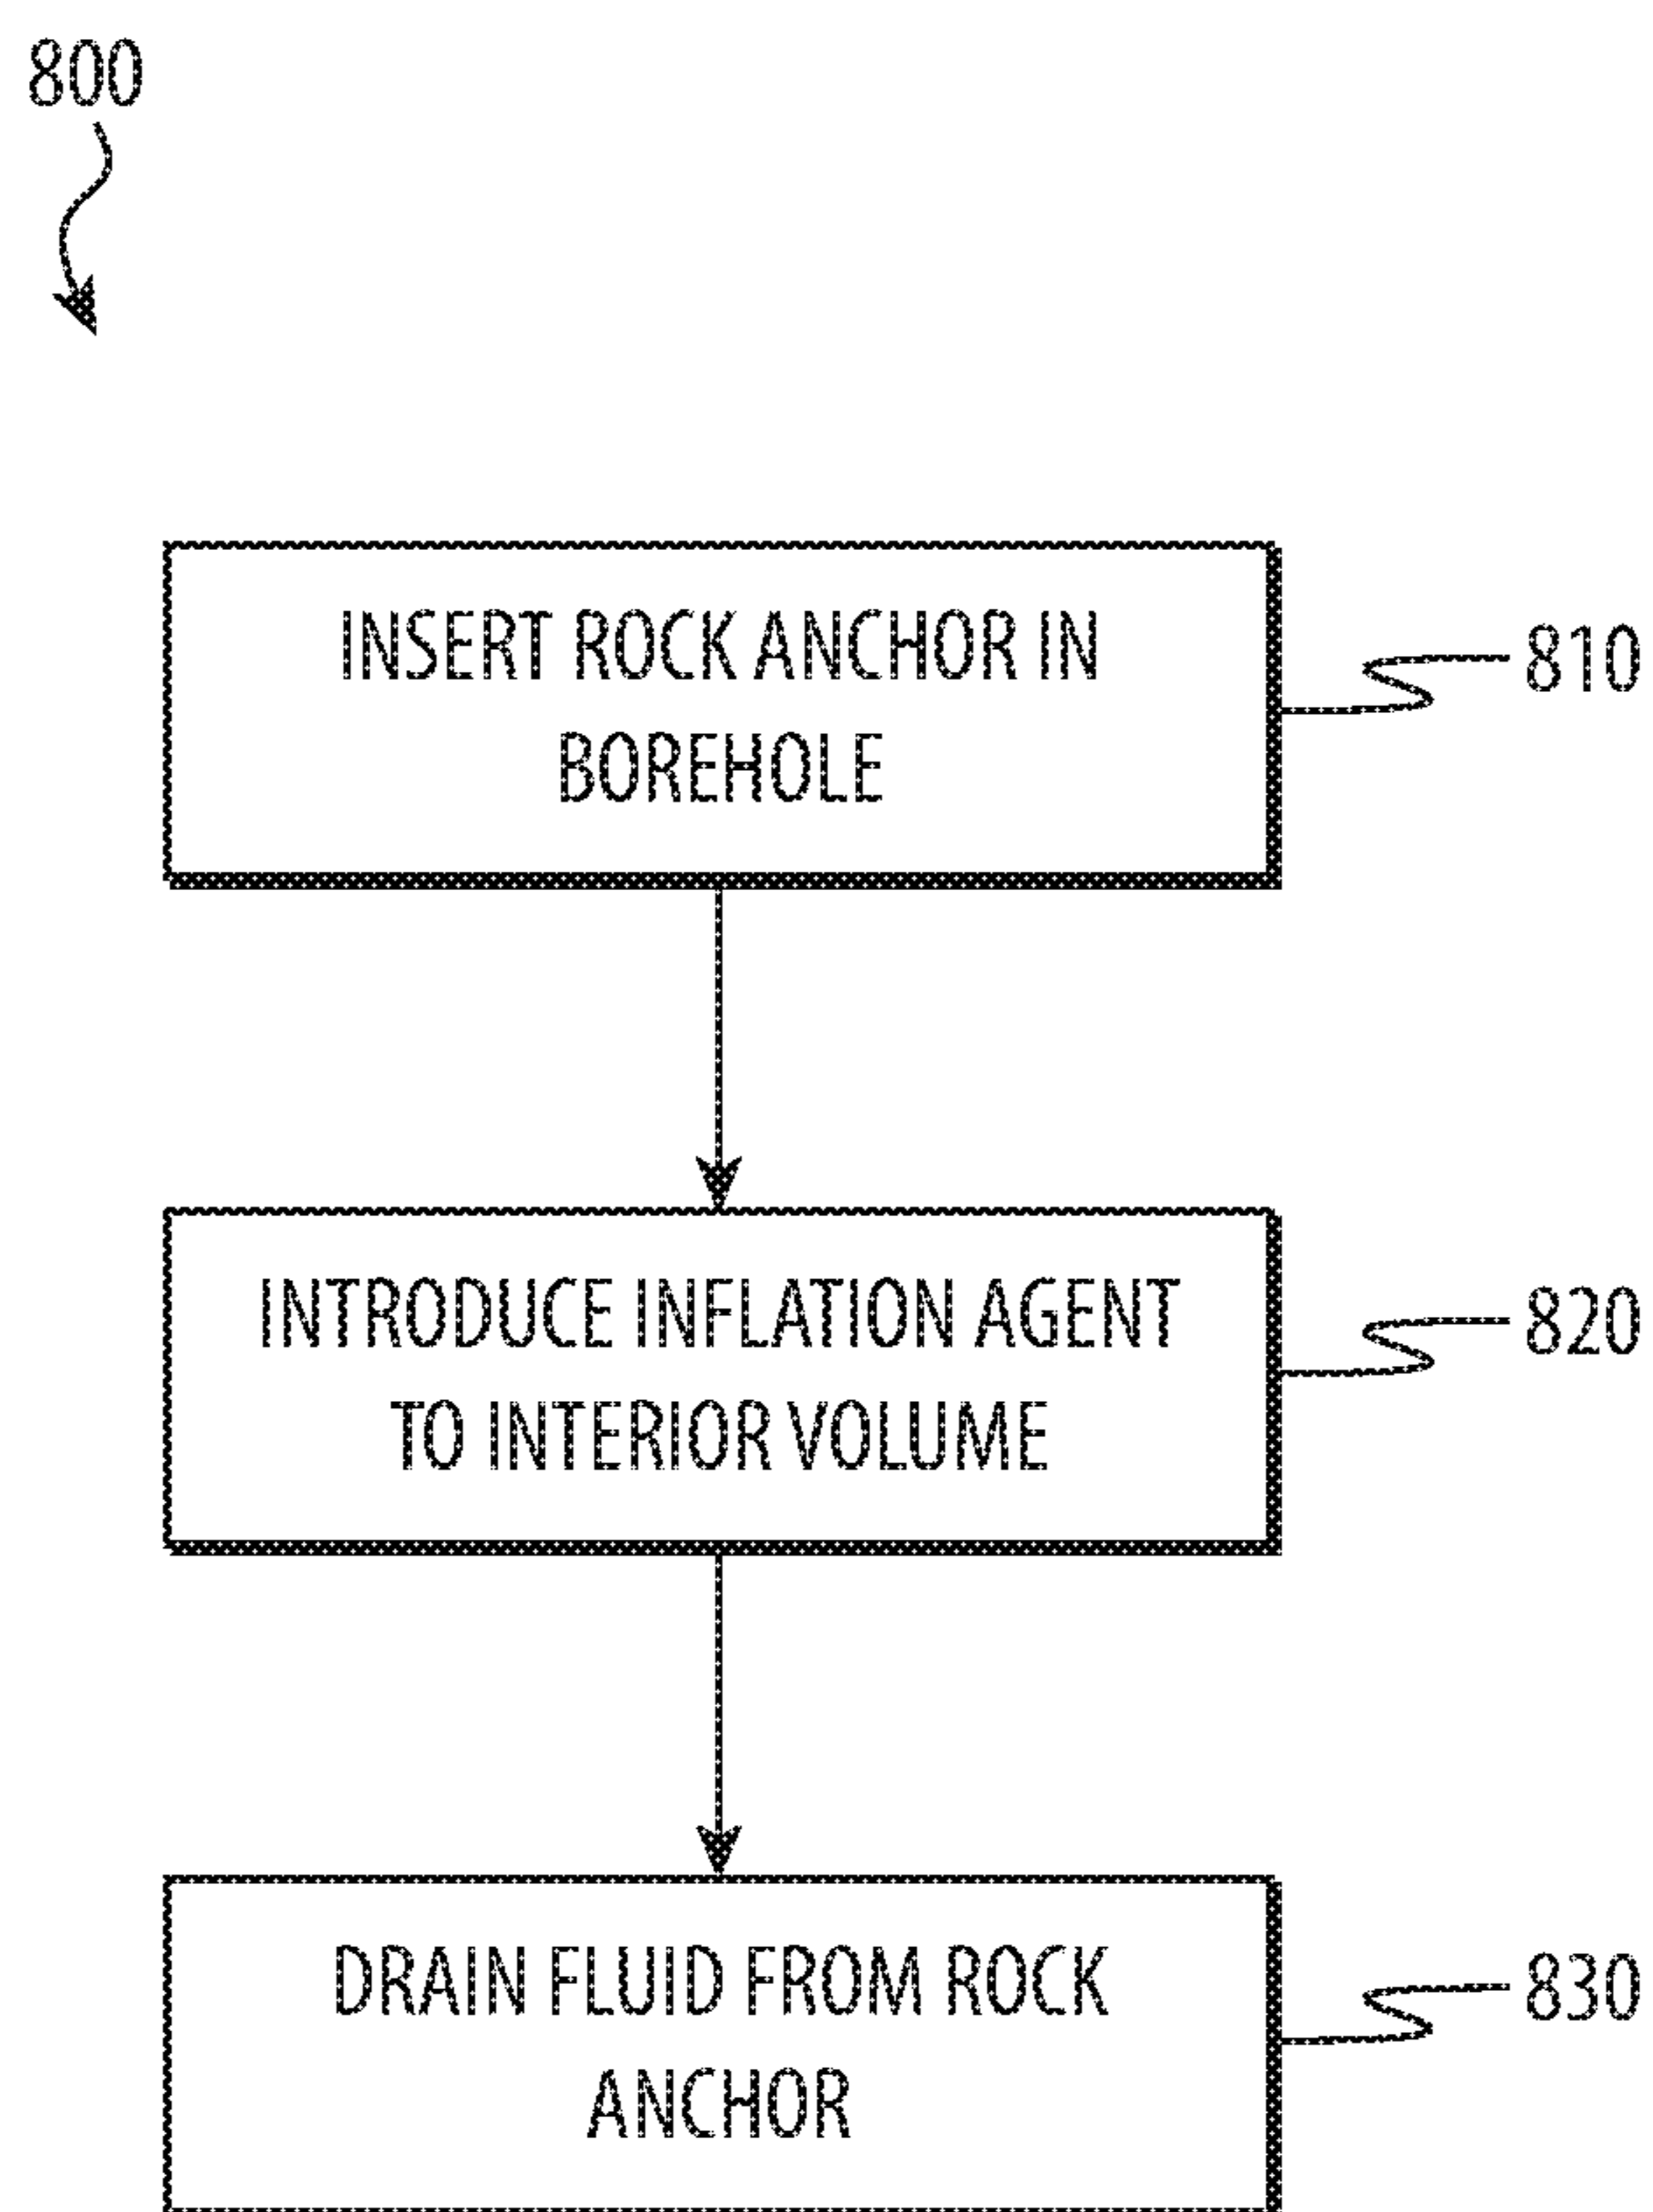 800
INSERT ROCK ANCHOR IN
BOREHOLE
810
INTRODUCE INFLATION AGENT
TO INTERIOR VOLUME
820
DRAIN FLUID FROM ROCK
ANCHOR
830